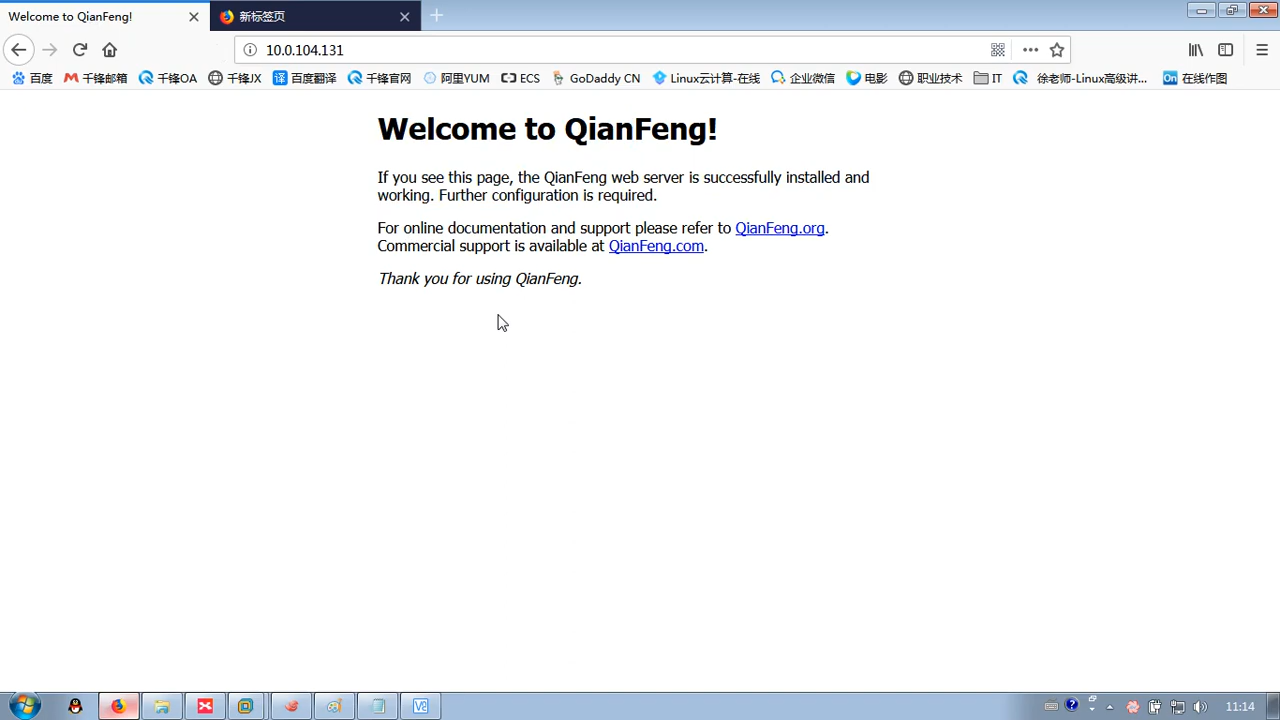 Welcome to QianFeng!
新标签页
10.0.104.131
百度 千锋邮箱 千锋OA 千锋JX 译 百度翻译 千锋官网 阿里YUM ECS GoDaddy CN Linux云计算-在线 企业微信 电影 职业技术 IT 徐老师-Linux高级讲... On 在线作图
Welcome to QianFeng!
If you see this page, the QianFeng web server is successfully installed and
working. Further configuration is required.
For online documentation and support please refer to QianFeng.org.
Commercial support is available at QianFeng.com.
Thank you for using QianFeng.
11:14